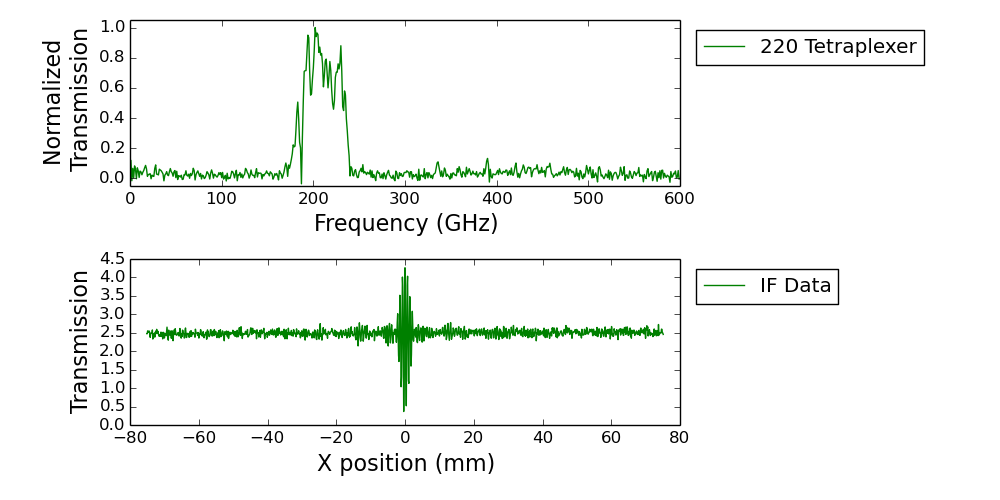 Normalized
Transmission
1.0
0.8
0.6
0.4
0.2
0.0
0 100 200 300 400 500 600
Frequency (GHz)
220 Tetraplexer
Transmission
4.5
4.0
3.5
3.0
2.5
2.0
1.5
1.0
0.5
0.0
−80 −60 −40 −20 0 20 40 60 80
X position (mm)
IF Data